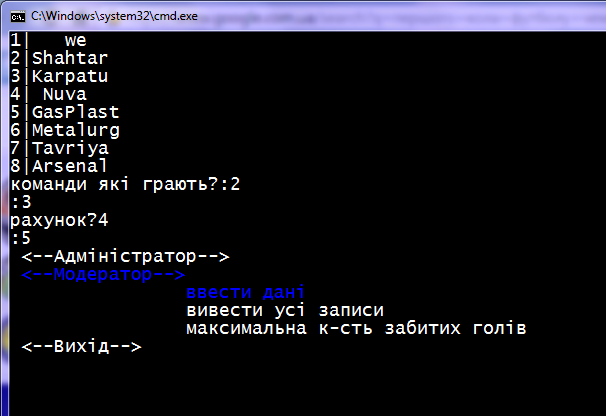 C:\Windows\system32\cmd.exe
1|   we
2|Shahtar
3|Karpatu
4| Nuva
5|GasPlast
6|Metalurg
7|Tavriya
8|Arsenal
команди які грають?:2
:3
рахунок?4
:5
<--Адміністратор-->
<--Модератор-->
ввести дані
вивести усі записи
максимальна к-сть забитих голів
<--Вихід-->